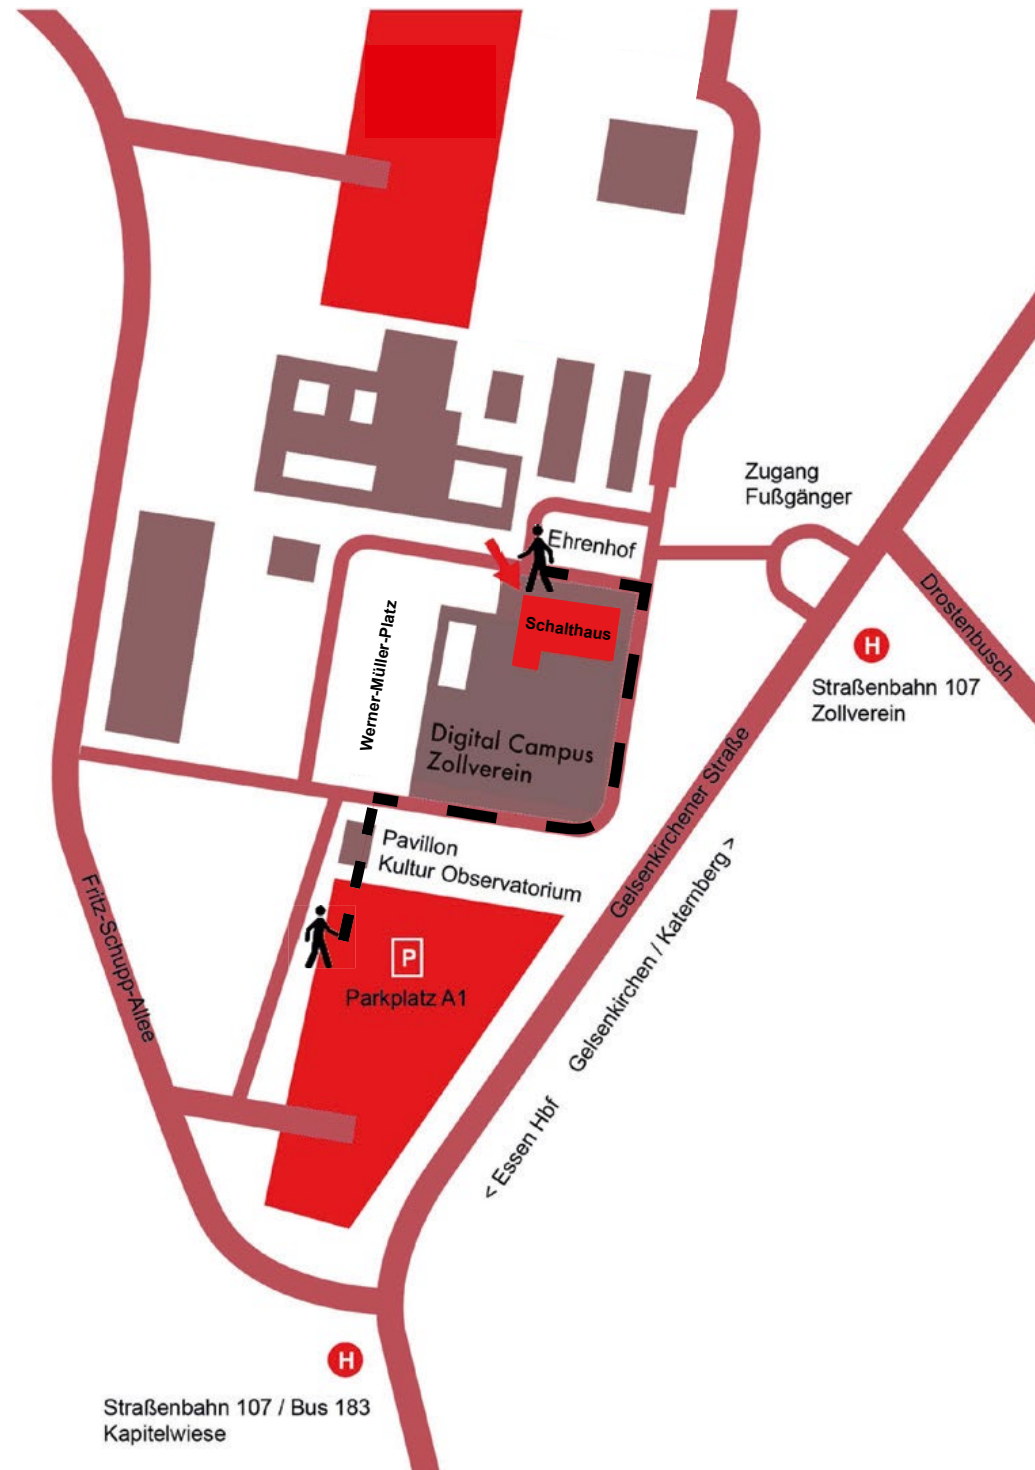 Zugang
Fußgänger
Ehrenhof
Drostenbusch
Schalthaus
H
Werner-Müller-Platz
Straßenbahn 107
Zollverein
Digital Campus
Zollverein
Gelsenkirchener Straße
Pavillon
Kultur Observatorium
Fritz-Schupp-Allee
P
Parkplatz A1
< Essen Hbf Gelsenkirchen / Katernberg >
H
Straßenbahn 107 / Bus 183
Kapitelwiese